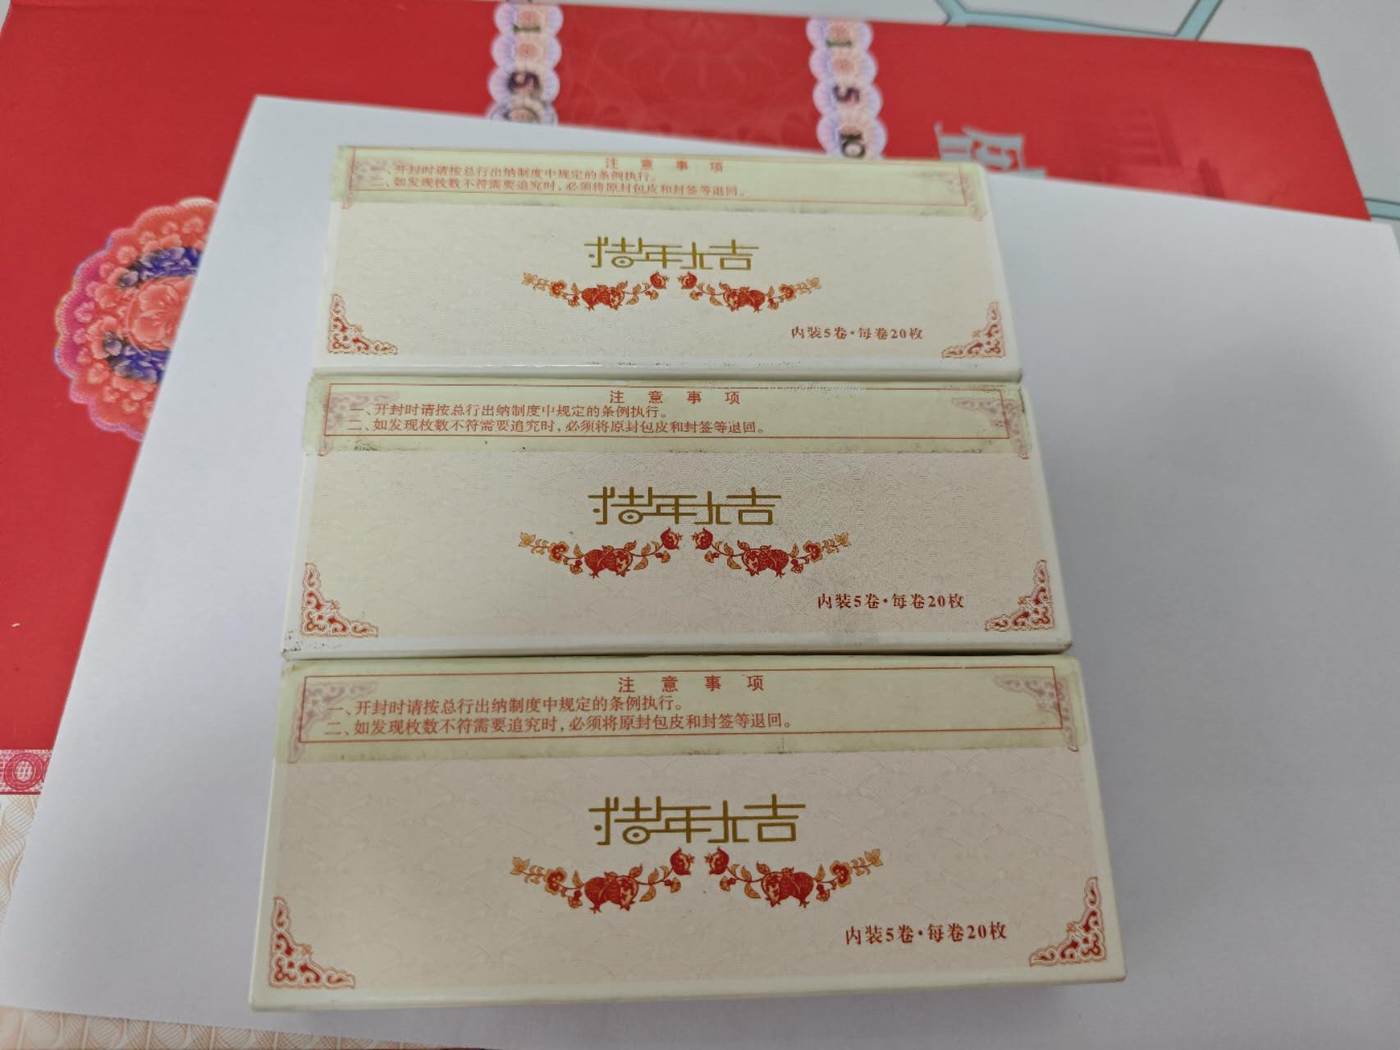 1
5
1
5
10
注意事项
一、开封时请按总行出纳制度中规定的条例执行。
二、如发现枚数不符需要追究时,必须将原封包皮和封签等退回。
猪年大吉
内装5卷·每卷20枚
注意事项
一、开封时请按总行出纳制度中规定的条例执行。
二、如发现枚数不符需要追究时,必须将原封包皮和封签等退回。
猪年大吉
内装5卷·每卷20枚
注意事项
一、开封时请按总行出纳制度中规定的条例执行。
二、如发现枚数不符需要追究时,必须将原封包皮和封签等退回。
猪年大吉
内装5卷·每卷20枚